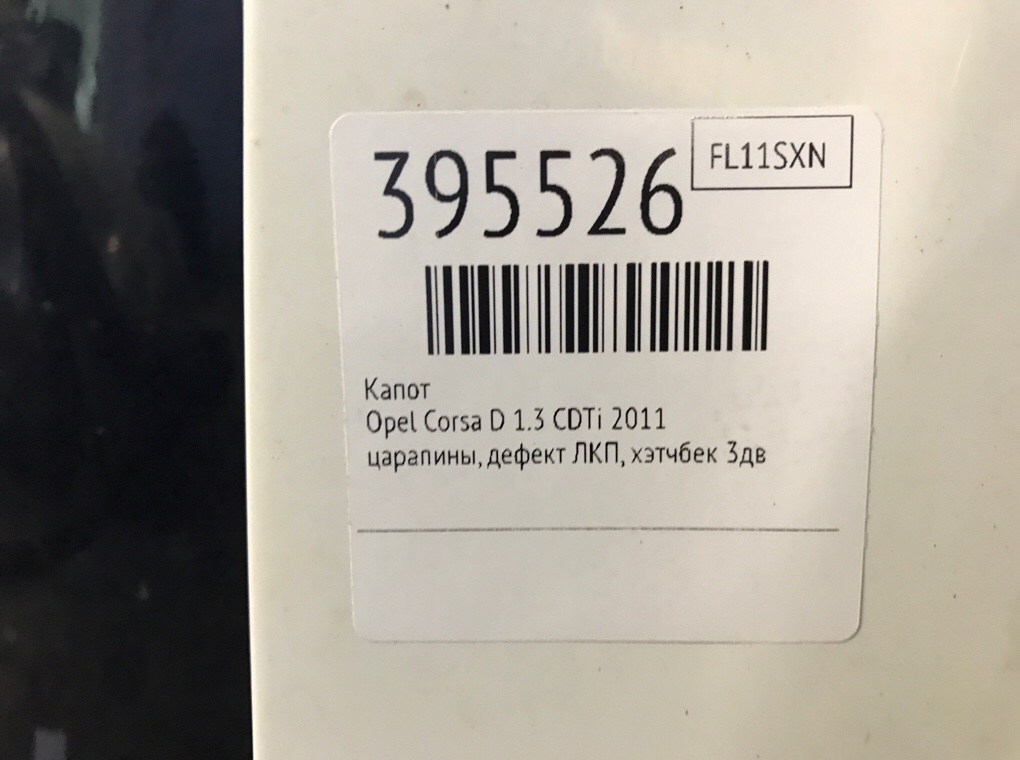 395526
FL11SXN
Капот
Opel Corsa D 1.3 CDTi 2011
царапины, дефект ЛКП, хэтчбек 3дв